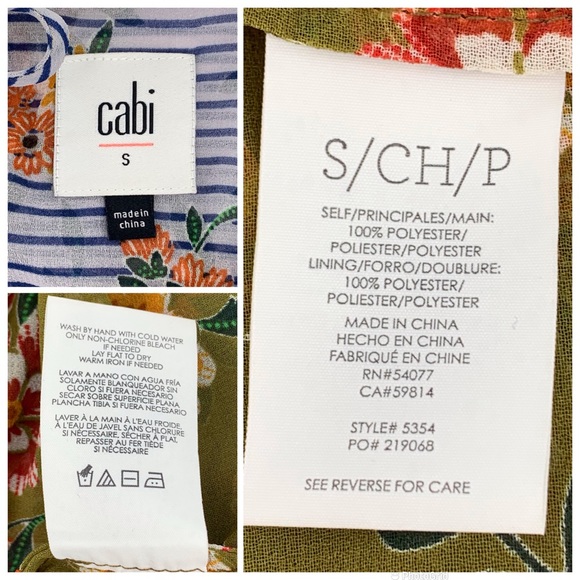 cabi
S
made in
china
WASH BY HAND WITH COLD WATER
ONLY NON-CHLORINE BLEACH
IF NEEDED
LAY FLAT TO DRY
WARM IRON IF NEEDED
LAVAR A MANO CON AGUA FRÍA
SOLAMENTE BLANQUEADOR SIN
CLORO SI FUERA NECESARIO
SECAR SOBRE SUPERFICIE PLANA
PLANCHA TIBIA SI FUERA NECESARIO
LAVER À LA MAIN À L'EAU FROIDE.
À L'EAU DE JAVEL SANS CHLORURE
SI NÉCESSAIRE, SÉCHER À PLAT,
REPASSER AU FER TIÈDE
SI NÉCESSAIRE
S/CH/P
SELF/PRINCIPALES/MAIN:
100% POLYESTER/
POLIESTER/POLYESTER
LINING/FORRO/DOUBLURE:
100% POLYESTER/
POLIESTER/POLYESTER
MADE IN CHINA
HECHO EN CHINA
FABRIQUÉ EN CHINE
RN#54077
CA#59814
STYLE# 5354
PO# 219068
SEE REVERSE FOR CARE